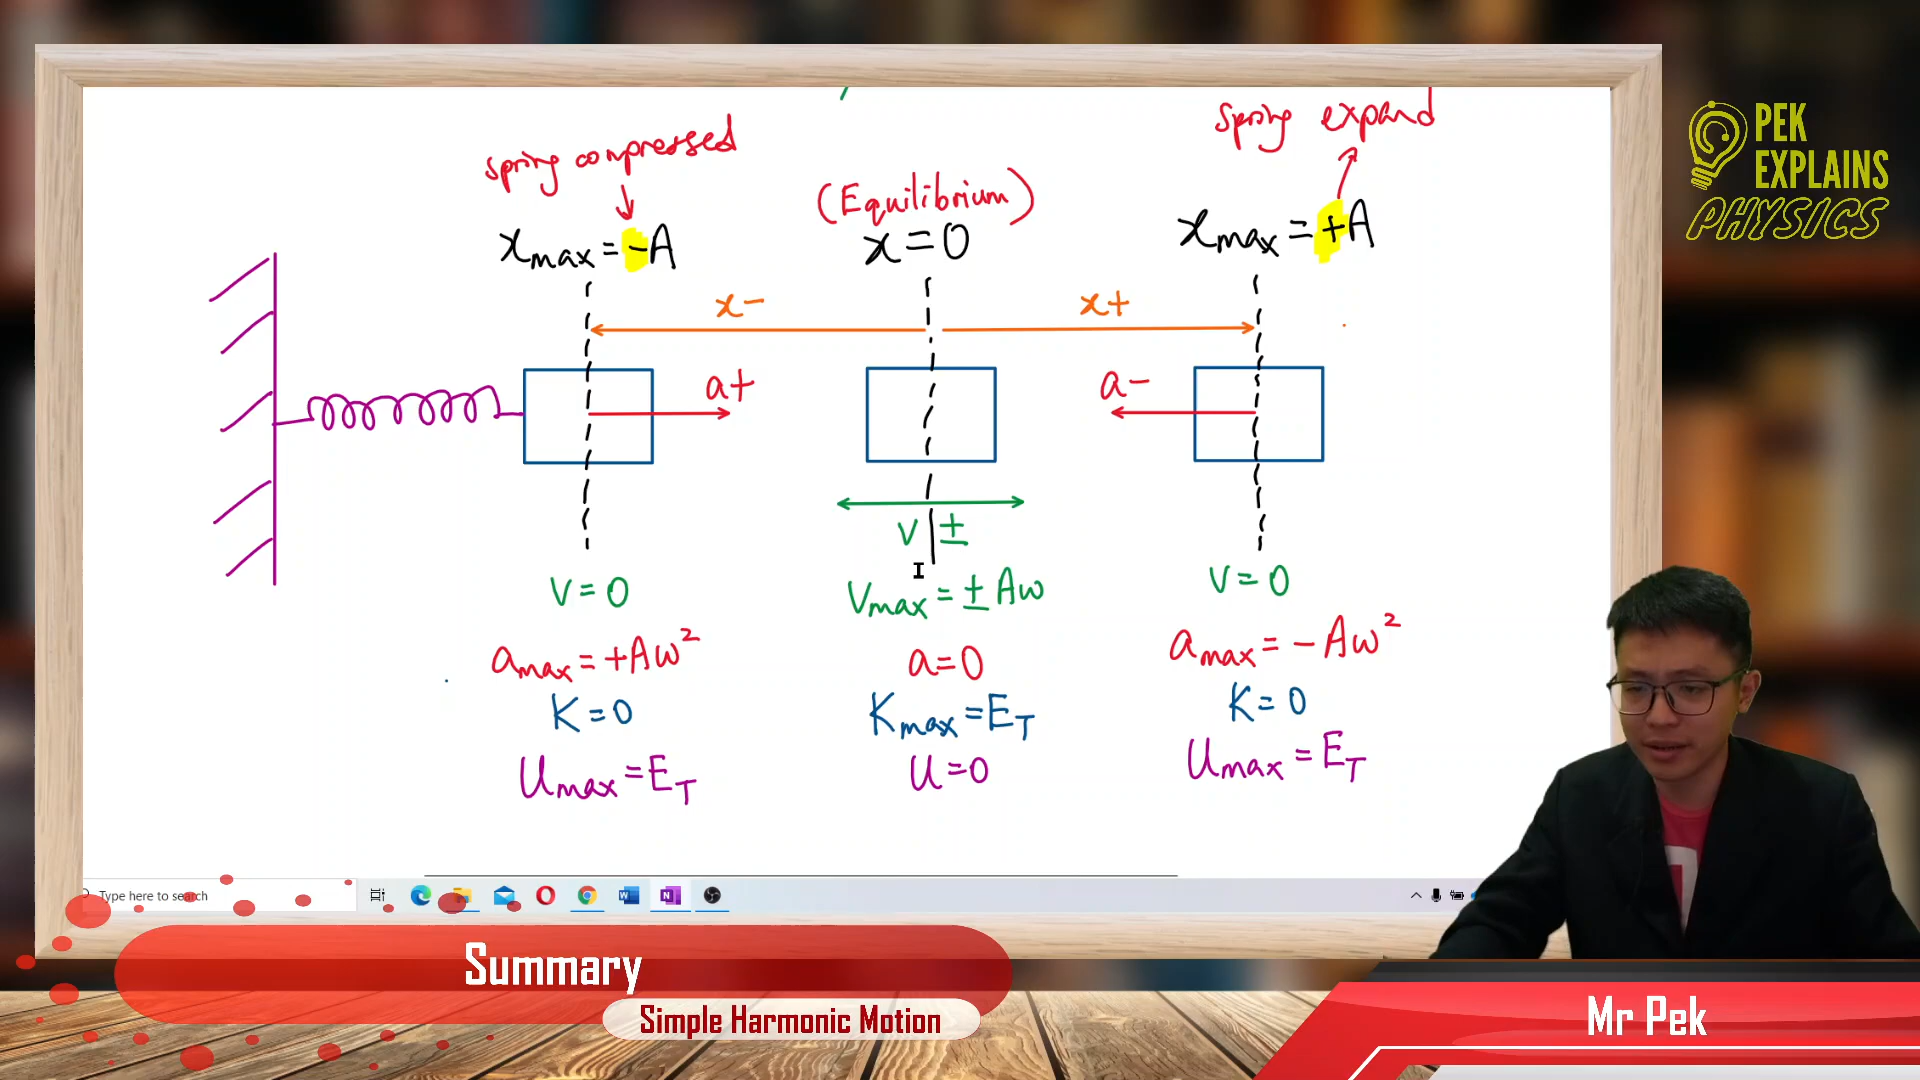 spring compressed
spring expand
(Equilibrium)
xmax = -A
x = 0
xmax = +A
x-
x+
a+
a-
v ±
v = 0
vmax = ± Aω
v = 0
amax = +Aω²
a = 0
amax = -Aω²
K = 0
Kmax = ET
K = 0
Umax = ET
U = 0
Umax = ET
PEK
EXPLAINS
PHYSICS
Type here to search
Summary
Simple Harmonic Motion
Mr Pek